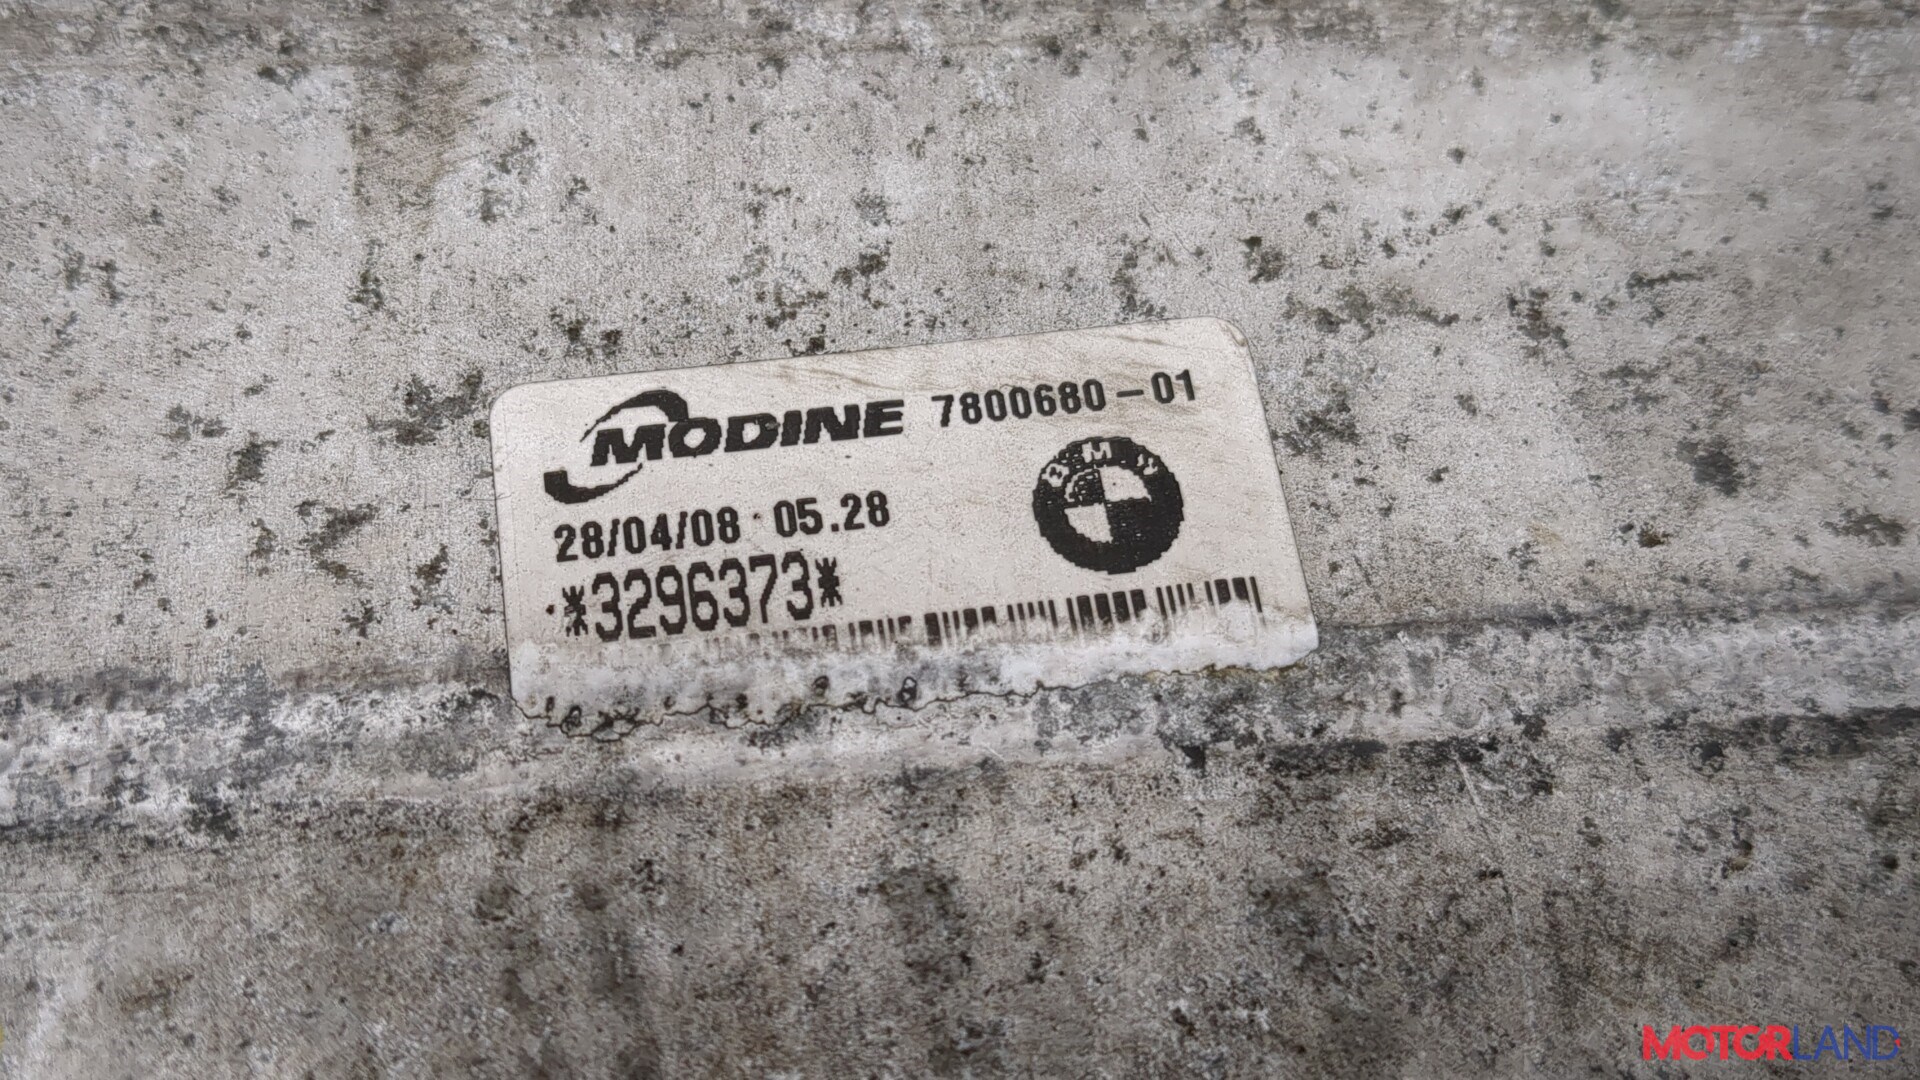 MODINE 7800680-01
BMW
28/04/08 05.28
*3296373*
MOTORLAND